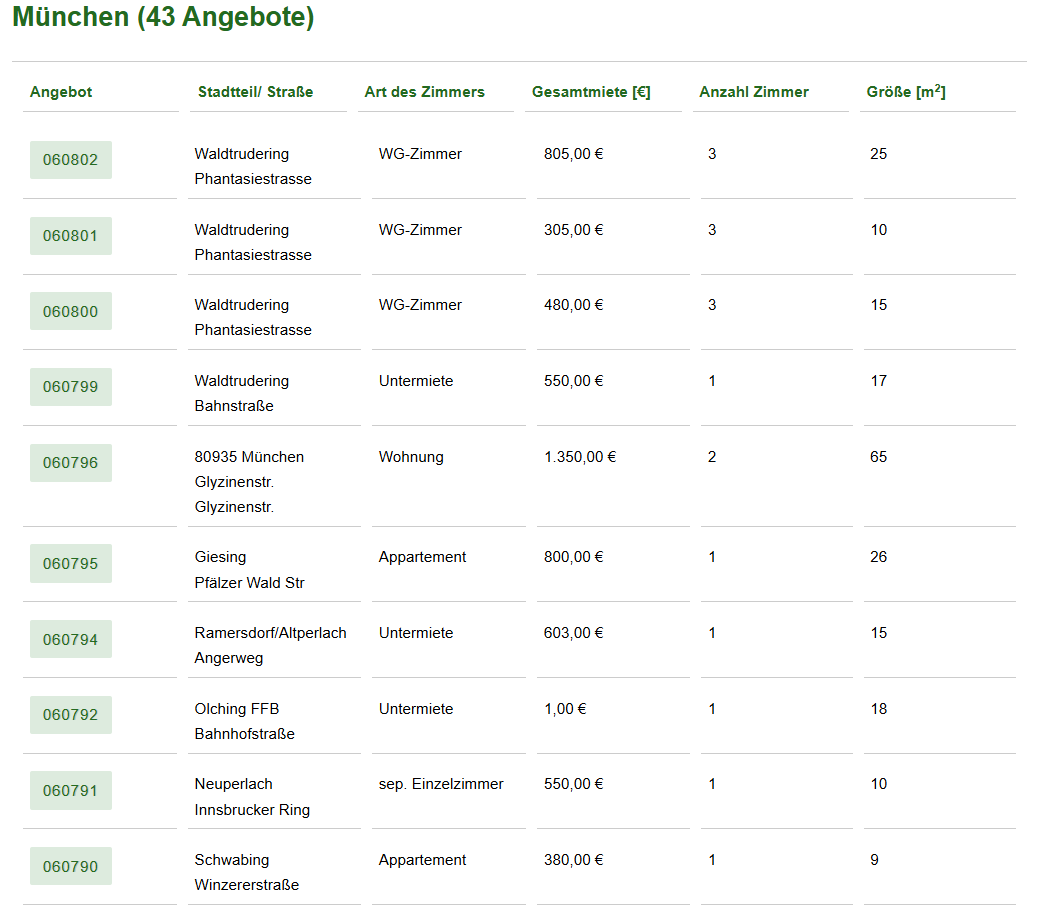 München (43 Angebote)
Angebot Stadtteil/ Straße Art des Zimmers Gesamtmiete [€] Anzahl Zimmer Größe [m²]
060802 Waldtrudering WG-Zimmer 805,00 € 3 25
Phantasiestrasse
060801 Waldtrudering WG-Zimmer 305,00 € 3 10
Phantasiestrasse
060800 Waldtrudering WG-Zimmer 480,00 € 3 15
Phantasiestrasse
060799 Waldtrudering Untermiete 550,00 € 1 17
Bahnstraße
060796 80935 München Wohnung 1.350,00 € 2 65
Glyzinenstr.
Glyzinenstr.
060795 Giesing Appartement 800,00 € 1 26
Pfälzer Wald Str
060794 Ramersdorf/Altperlach Untermiete 603,00 € 1 15
Angerweg
060792 Olching FFB Untermiete 1,00 € 1 18
Bahnhofstraße
060791 Neuperlach sep. Einzelzimmer 550,00 € 1 10
Innsbrucker Ring
060790 Schwabing Appartement 380,00 € 1 9
Winzererstraße